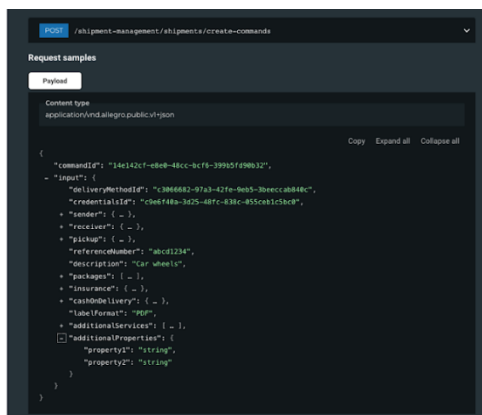 POST /shipment-management/shipments/create-commands
Request samples
Payload
Content type
application/vnd.allegro.public.v1+json
Copy Expand all Collapse all
{
"commandId": "14e142cf-e8e0-48cc-bcf6-399b5fd90b32",
- "input": {
"deliveryMethodId": "c3066682-97a3-42fe-9eb5-3beeccab840c",
"credentialsId": "c9e6f40a-3d25-48fc-838c-055ceb1c5bc0",
+ "sender": { … },
+ "receiver": { … },
+ "pickup": { … },
"referenceNumber": "abcd1234",
"description": "Car wheels",
+ "packages": [ … ],
+ "insurance": { … },
+ "cashOnDelivery": { … },
"labelFormat": "PDF",
+ "additionalServices": [ … ],
- "additionalProperties": {
"property1": "string",
"property2": "string"
}
}
}